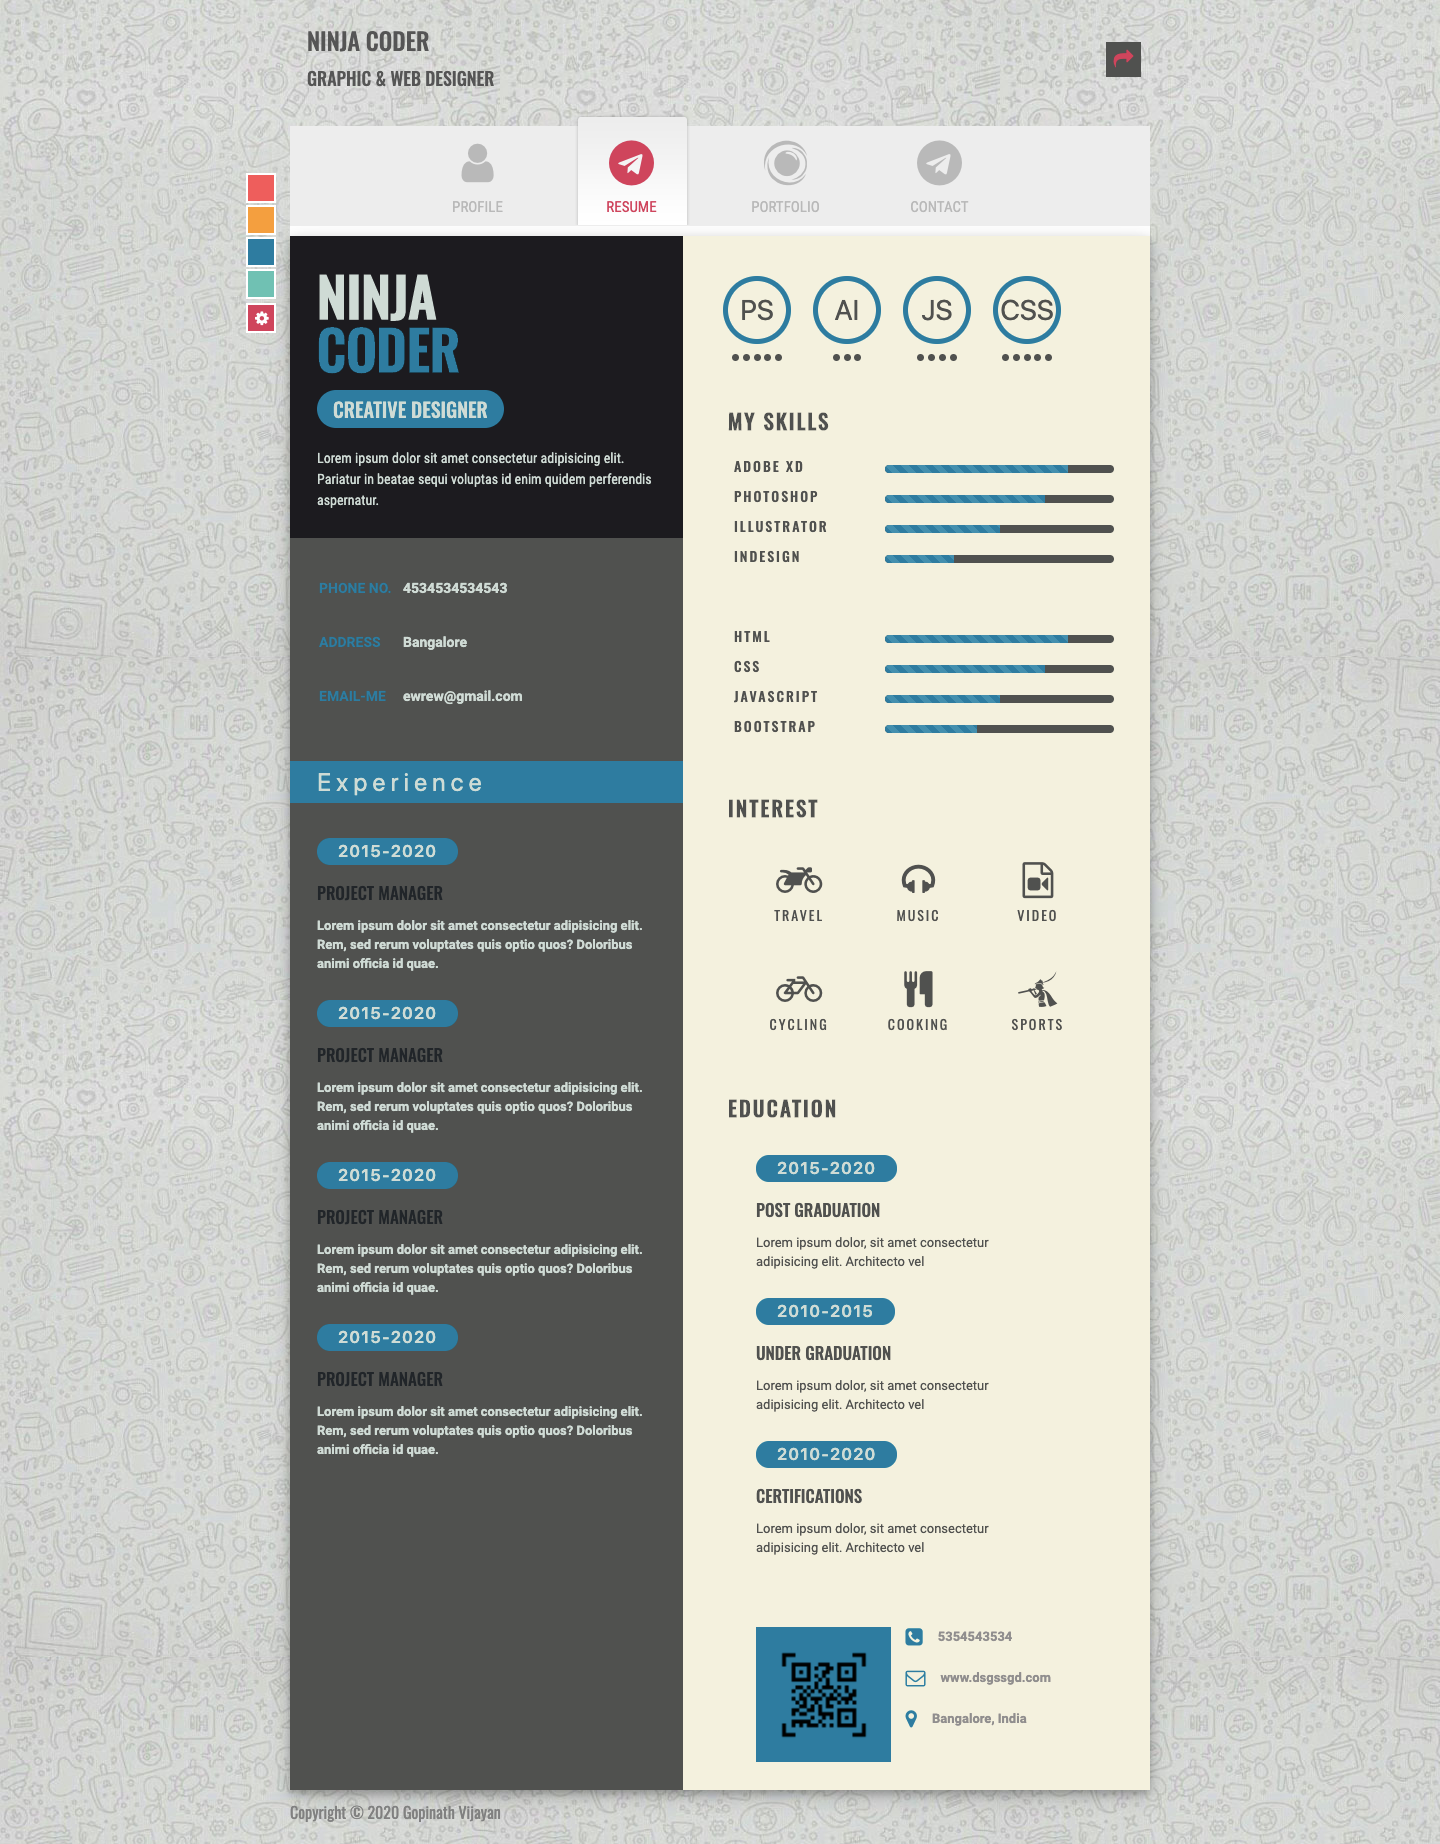 NINJA CODER
GRAPHIC & WEB DESIGNER
PROFILE
RESUME
PORTFOLIO
CONTACT
NINJA
CODER
CREATIVE DESIGNER
Lorem ipsum dolor sit amet consectetur adipisicing elit.
Pariatur in beatae sequi voluptas id enim quidem perferendis
aspernatur.
PHONE NO. 4534534534543
ADDRESS Bangalore
EMAIL-ME ewrew@gmail.com
Experience
2015-2020
PROJECT MANAGER
Lorem ipsum dolor sit amet consectetur adipisicing elit.
Rem, sed rerum voluptates quis optio quos? Doloribus
animi officia id quae.
2015-2020
PROJECT MANAGER
Lorem ipsum dolor sit amet consectetur adipisicing elit.
Rem, sed rerum voluptates quis optio quos? Doloribus
animi officia id quae.
2015-2020
PROJECT MANAGER
Lorem ipsum dolor sit amet consectetur adipisicing elit.
Rem, sed rerum voluptates quis optio quos? Doloribus
animi officia id quae.
2015-2020
PROJECT MANAGER
Lorem ipsum dolor sit amet consectetur adipisicing elit.
Rem, sed rerum voluptates quis optio quos? Doloribus
animi officia id quae.
PS
AI
JS
CSS
MY SKILLS
ADOBE XD
PHOTOSHOP
ILLUSTRATOR
INDESIGN
HTML
CSS
JAVASCRIPT
BOOTSTRAP
INTEREST
TRAVEL
MUSIC
VIDEO
CYCLING
COOKING
SPORTS
EDUCATION
2015-2020
POST GRADUATION
Lorem ipsum dolor, sit amet consectetur
adipisicing elit. Architecto vel
2010-2015
UNDER GRADUATION
Lorem ipsum dolor, sit amet consectetur
adipisicing elit. Architecto vel
2010-2020
CERTIFICATIONS
Lorem ipsum dolor, sit amet consectetur
adipisicing elit. Architecto vel
5354543534
www.dsgssgd.com
Bangalore, India
Copyright © 2020 Gopinath Vijayan